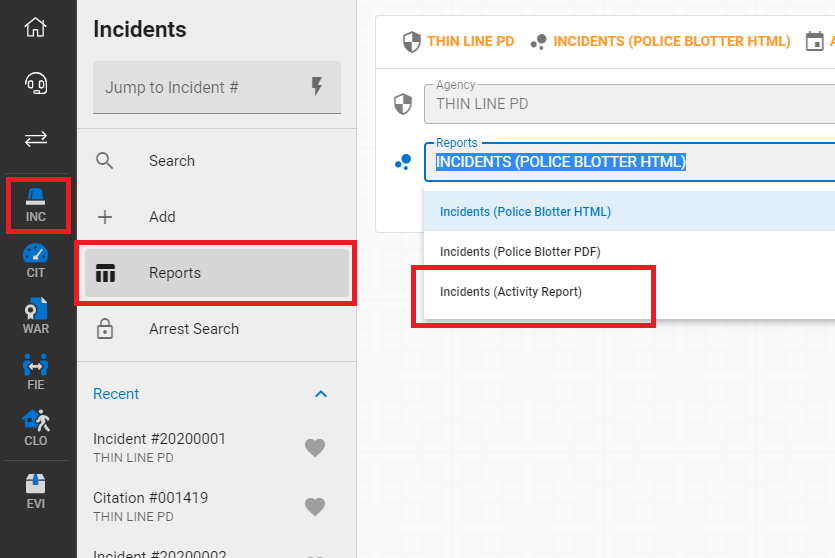 INC
CIT
WAR
FIE
CLO
EVI
Incidents
Jump to Incident #
Search
Add
Reports
Arrest Search
Recent
Incident #20200001
THIN LINE PD
Citation #001419
THIN LINE PD
Incident #20200002
THIN LINE PD
INCIDENTS (POLICE BLOTTER HTML)
Agency
THIN LINE PD
Reports
INCIDENTS (POLICE BLOTTER HTML)
Incidents (Police Blotter HTML)
Incidents (Police Blotter PDF)
Incidents (Activity Report)